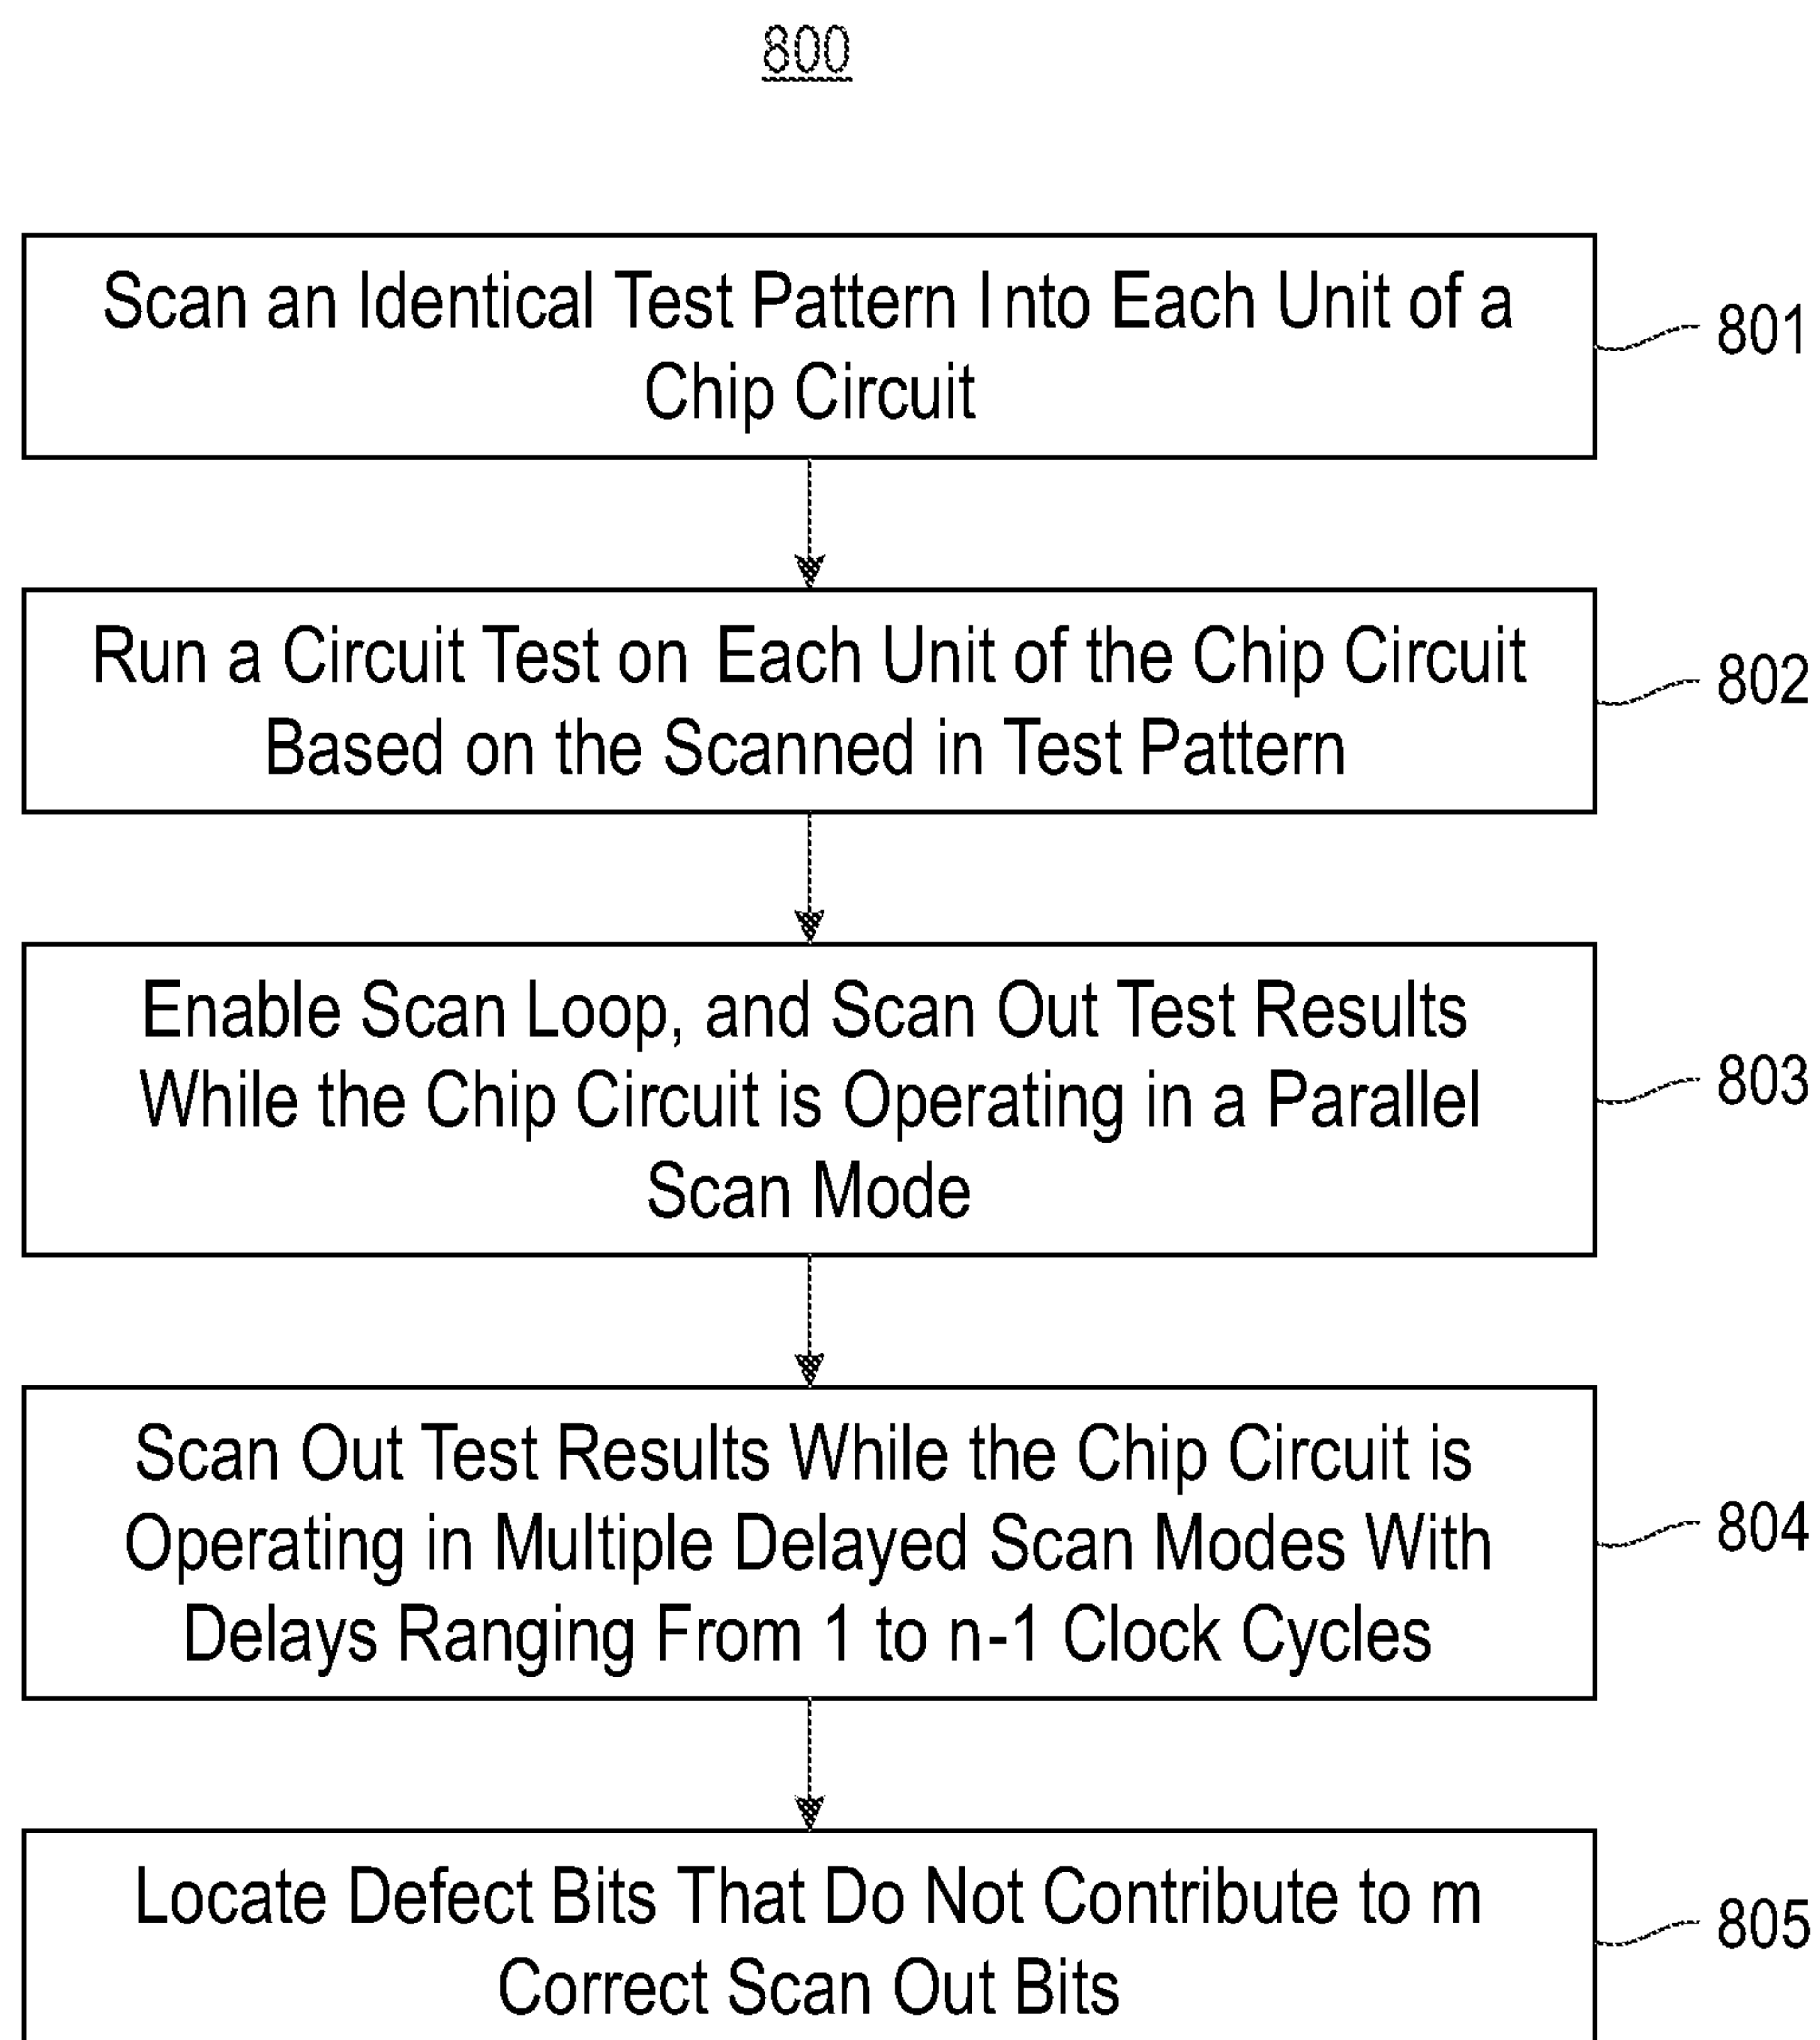 800
Scan an Identical Test Pattern Into Each Unit of a
Chip Circuit
801
Run a Circuit Test on Each Unit of the Chip Circuit
Based on the Scanned in Test Pattern
802
Enable Scan Loop, and Scan Out Test Results
While the Chip Circuit is Operating in a Parallel
Scan Mode
803
Scan Out Test Results While the Chip Circuit is
Operating in Multiple Delayed Scan Modes With
Delays Ranging From 1 to n-1 Clock Cycles
804
Locate Defect Bits That Do Not Contribute to m
Correct Scan Out Bits
805